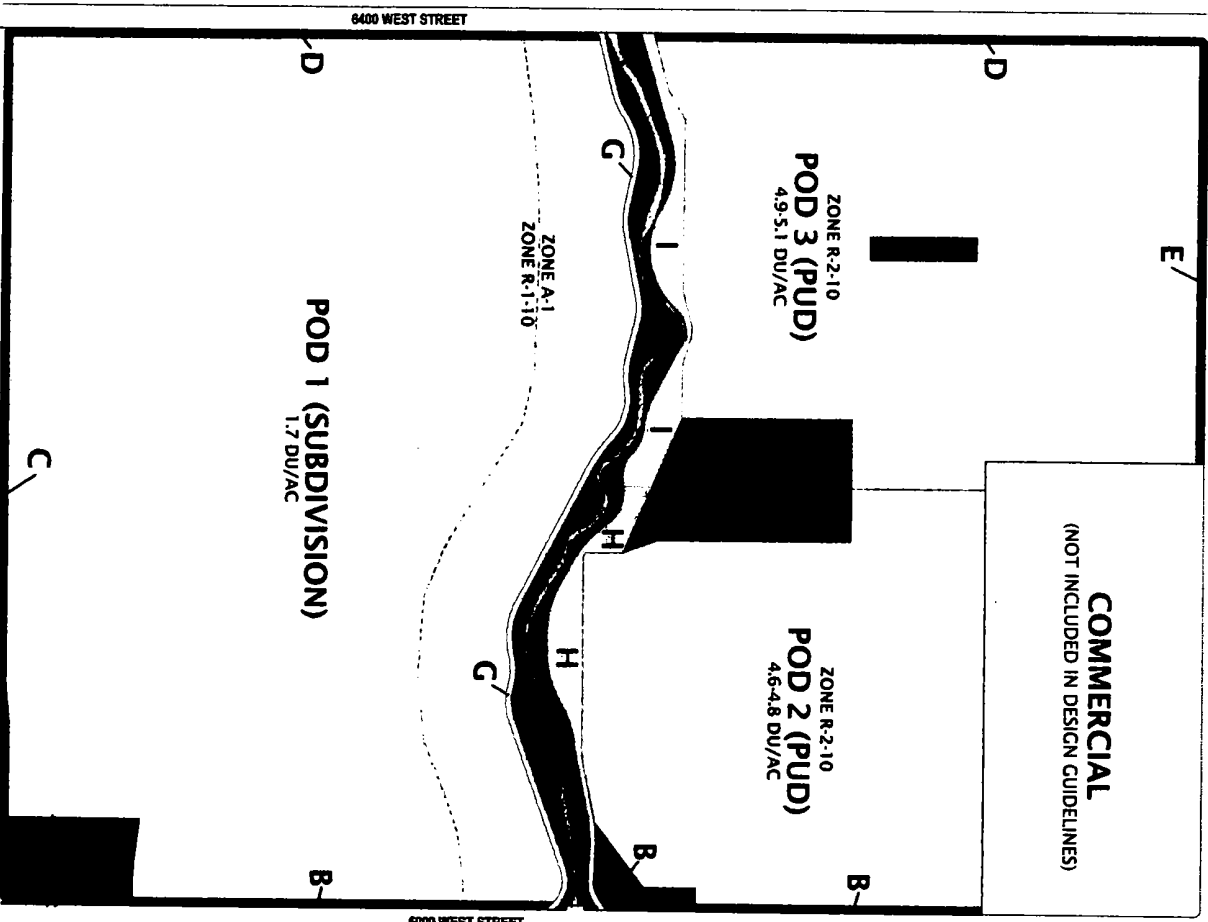 6400 WEST STREET
D
D
E
G
ZONE R-2-10
POD 3 (PUD)
4.9-5.1 DU/AC
I
ZONE A-1
ZONE R-1-10
POD 1 (SUBDIVISION)
1.7 DU/AC
C
I
H
H
G
COMMERCIAL
(NOT INCLUDED IN DESIGN GUIDELINES)
ZONE R-2-10
POD 2 (PUD)
4.6-4.8 DU/AC
B
B
B
6000 WEST STREET